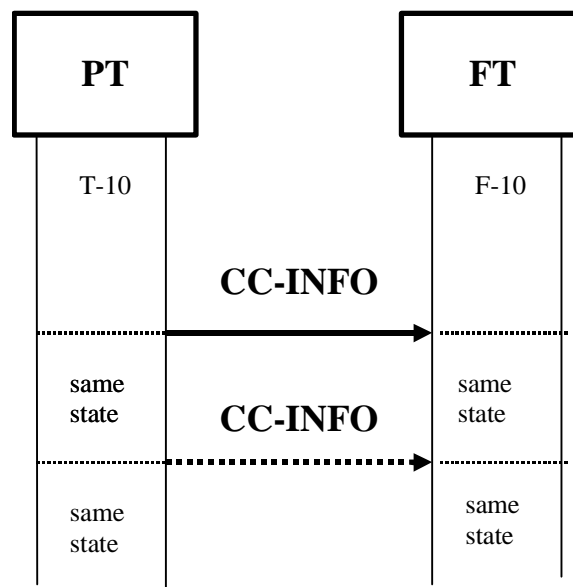 PT
FT
T-10
F-10
CC-INFO
same
state
same
state
CC-INFO
same
state
same
state